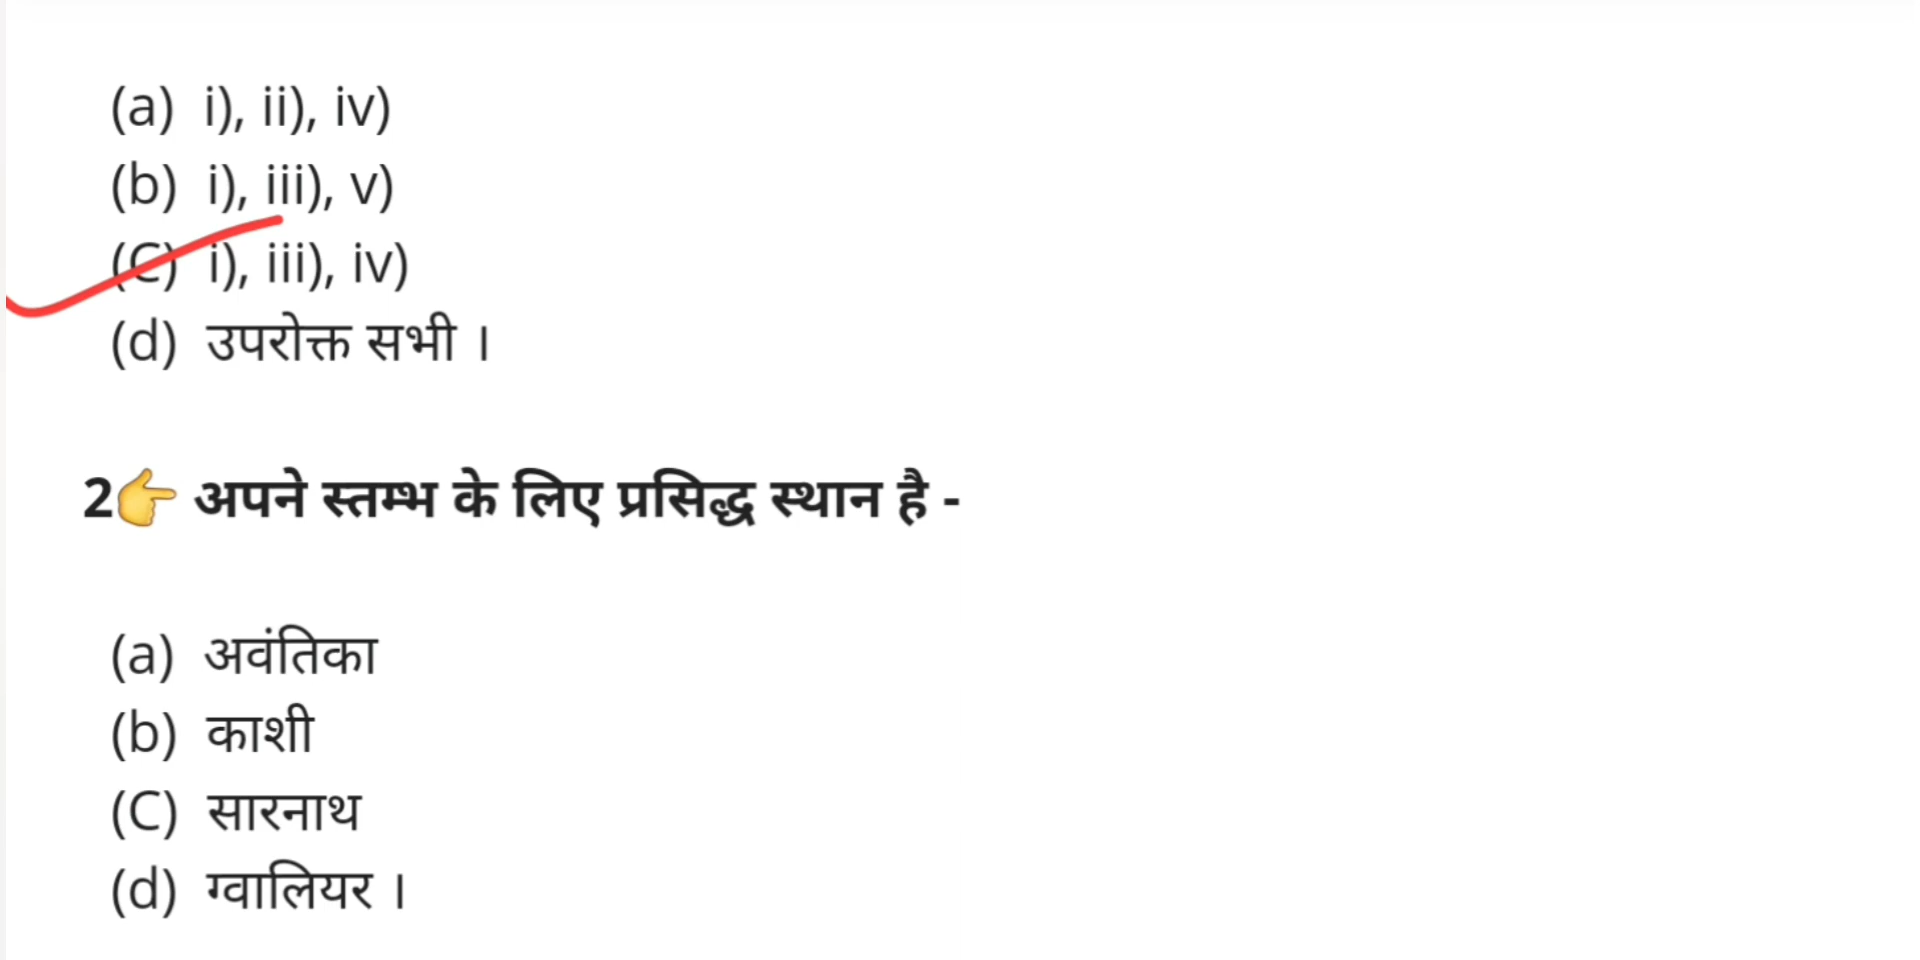 (a) i), ii), iv)
(b) i), iii), v)
(C) i), iii), iv)
(d) उपरोक्त सभी ।
2👉 अपने स्तम्भ के लिए प्रसिद्ध स्थान है -
(a) अवंतिका
(b) काशी
(C) सारनाथ
(d) ग्वालियर ।